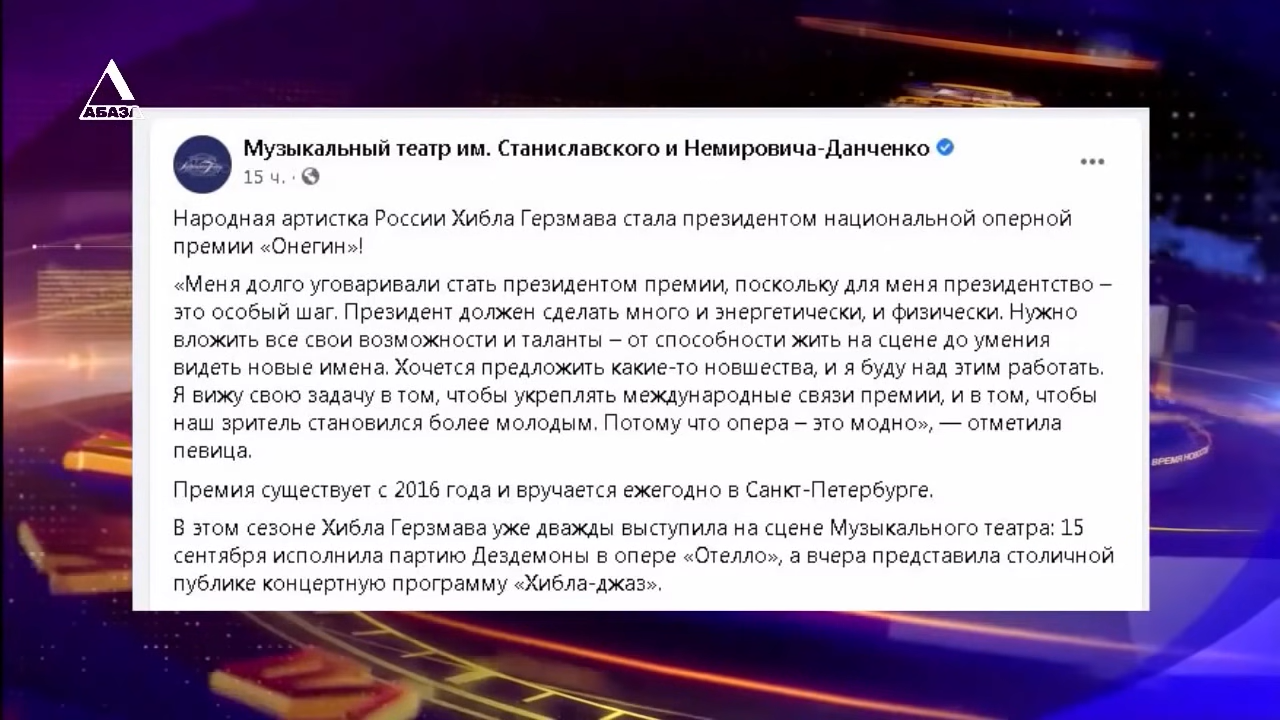 АБАЗА
Музыкальный театр им. Станиславского и Немировича-Данченко
15 ч.
Народная артистка России Хибла Герзмава стала президентом национальной оперной
премии «Онегин»!
«Меня долго уговаривали стать президентом премии, поскольку для меня президентство –
это особый шаг. Президент должен сделать много и энергетически, и физически. Нужно
вложить все свои возможности и таланты – от способности жить на сцене до умения
видеть новые имена. Хочется предложить какие-то новшества, и я буду над этим работать.
Я вижу свою задачу в том, чтобы укреплять международные связи премии, и в том, чтобы
наш зритель становился более молодым. Потому что опера – это модно», — отметила
певица.
Премия существует с 2016 года и вручается ежегодно в Санкт-Петербурге.
В этом сезоне Хибла Герзмава уже дважды выступила на сцене Музыкального театра: 15
сентября исполнила партию Дездемоны в опере «Отелло», а вчера представила столичной
публике концертную программу «Хибла-джаз».
ВРЕМЯ НОВОСТЕЙ